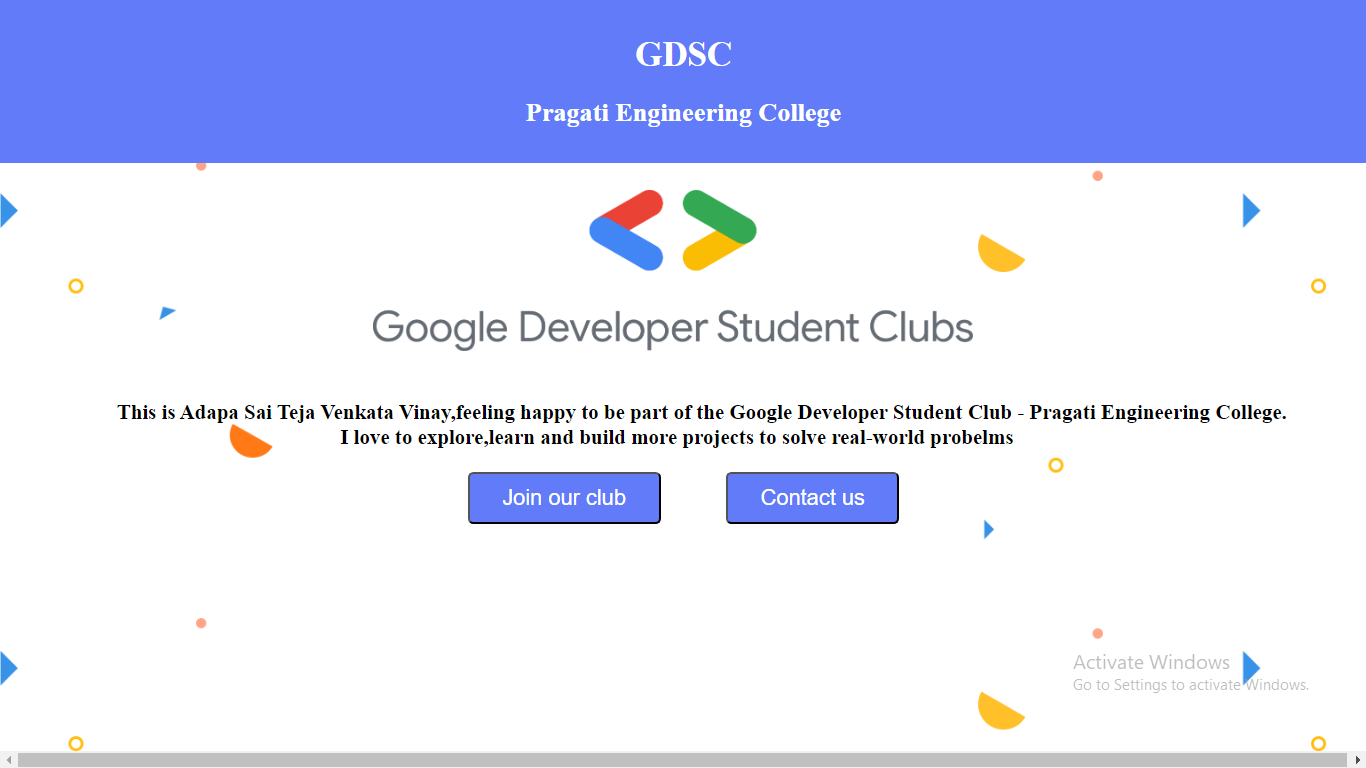 GDSC
Pragati Engineering College
Google Developer Student Clubs
This is Adapa Sai Teja Venkata Vinay,feeling happy to be part of the Google Developer Student Club - Pragati Engineering College.
I love to explore,learn and build more projects to solve real-world probelms
Join our club
Contact us
Activate Windows
Go to Settings to activate Windows.